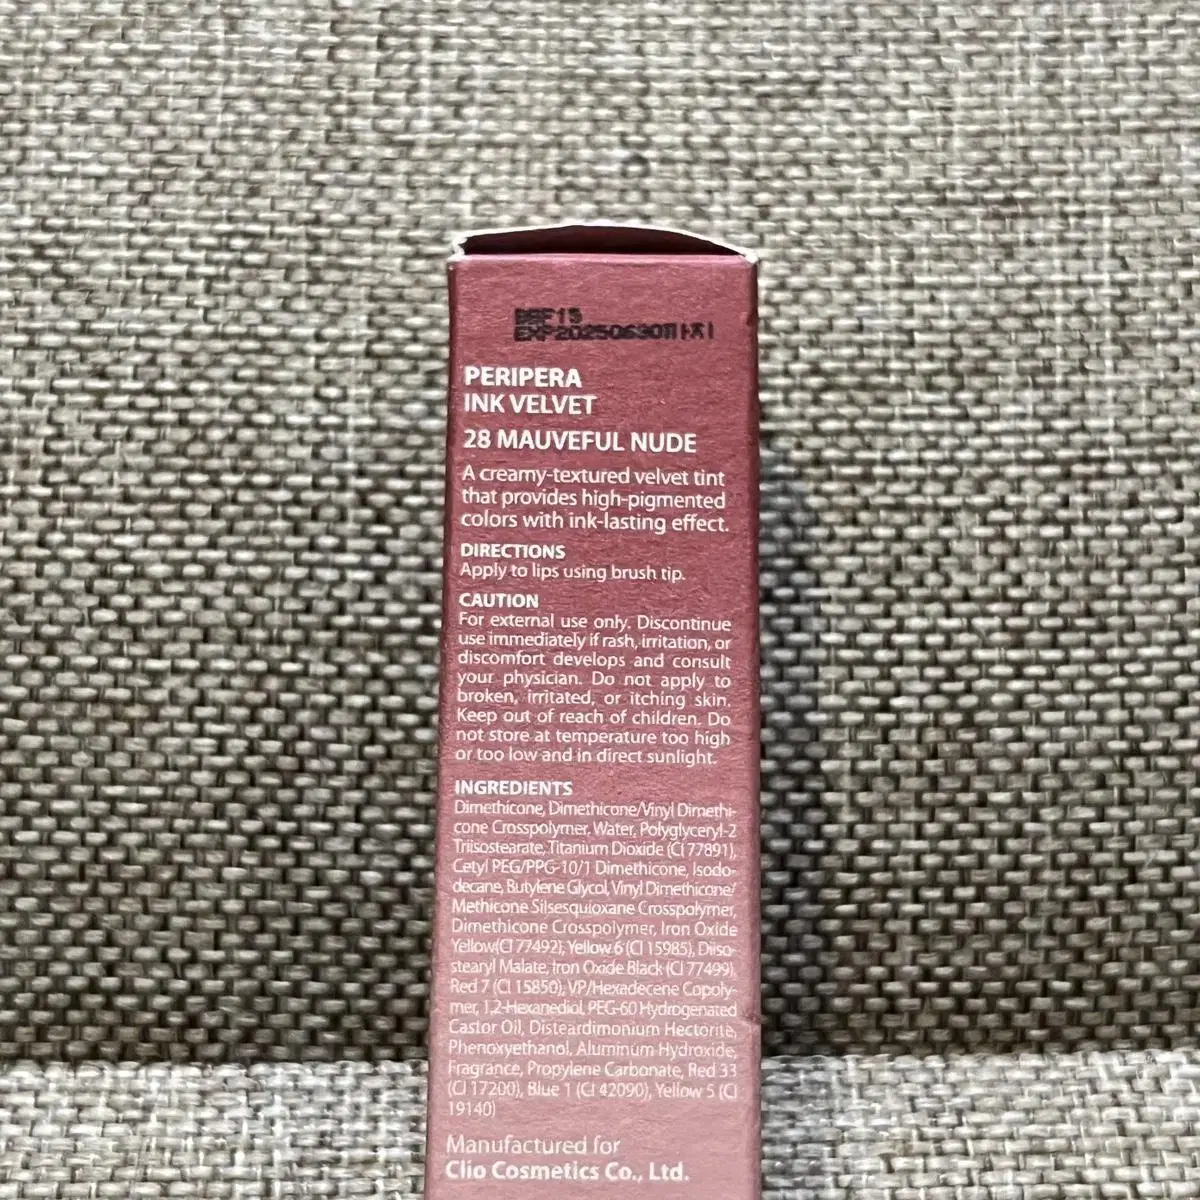 BBF15
EXP20250630까지
PERIPERA
INK VELVET
28 MAUVEFUL NUDE
A creamy-textured velvet tint
that provides high-pigmented
colors with ink-lasting effect.
DIRECTIONS
Apply to lips using brush tip.
CAUTION
For external use only. Discontinue
use immediately if rash, irritation, or
discomfort develops and consult
your physician. Do not apply to
broken, irritated, or itching skin.
Keep out of reach of children. Do
not store at temperature too high
or too low and in direct sunlight.
INGREDIENTS
Dimethicone, Dimethicone/Vinyl Dimethi-
cone Crosspolymer, Water, Polyglyceryl-2
Triisostearate, Titanium Dioxide (CI 77891),
Cetyl PEG/PPG-10/1 Dimethicone, Isodo-
decane, Butylene Glycol, Vinyl Dimethicone/
Methicone Silsesquioxane Crosspolymer,
Dimethicone Crosspolymer, Iron Oxide
Yellow(CI 77492), Yellow 6 (CI 15985), Diiso-
stearyl Malate, Iron Oxide Black (CI 77499),
Red 7 (CI 15850), VP/Hexadecene Copoly-
mer, 1,2-Hexanediol, PEG-60 Hydrogenated
Castor Oil, Disteardimonium Hectorite,
Phenoxyethanol, Aluminum Hydroxide,
Fragrance, Propylene Carbonate, Red 33
(CI 17200), Blue 1 (CI 42090), Yellow 5 (CI
19140)
Manufactured for
Clio Cosmetics Co., Ltd.